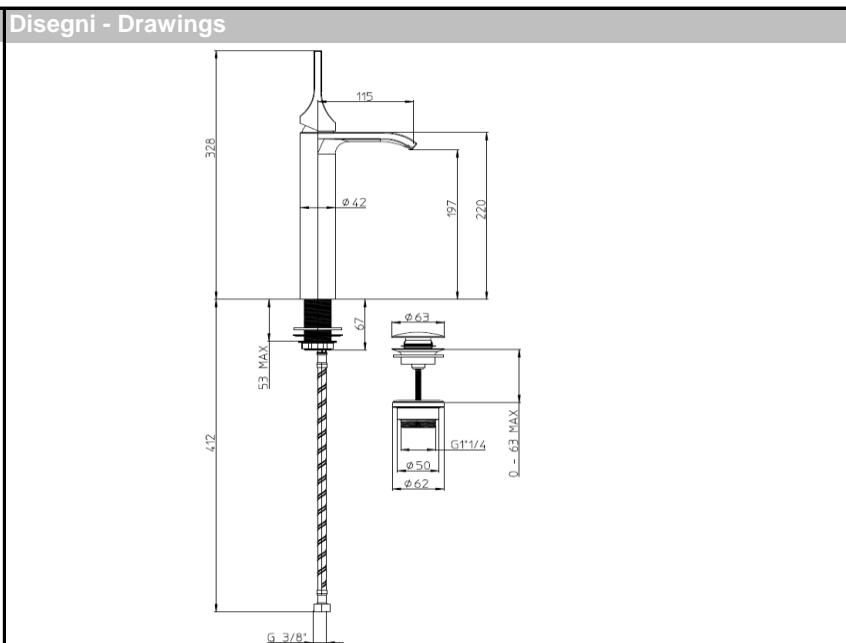 Disegni - Drawings
115
328
ø42
197
220
ø63
67
53 MAX
412
0 - 63 MAX
G1"1/4
ø50
ø62
G 3/8"